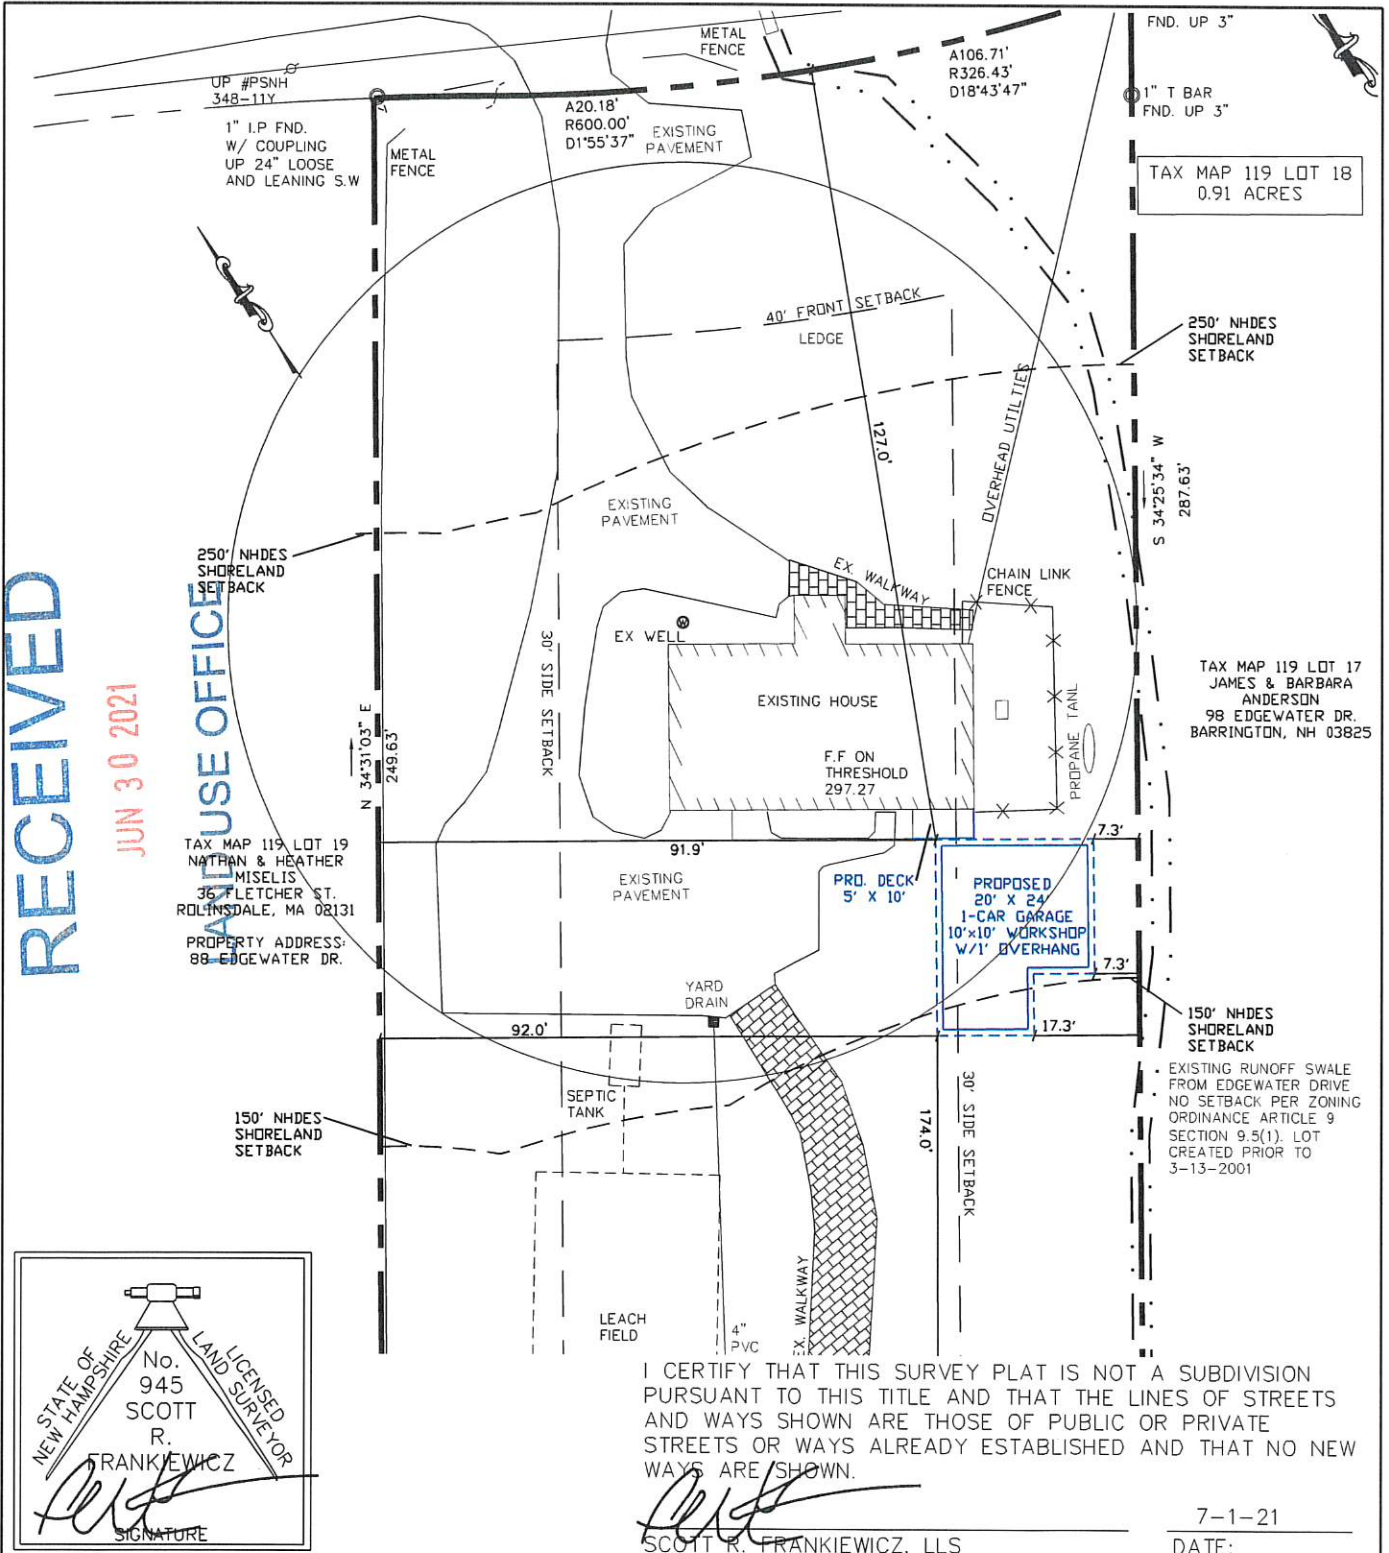 METAL
FENCE
FND. UP 3"
UP #PSNH
348-11Y
1" I.P FND.
W/ COUPLING
UP 24" LOOSE
AND LEANING S.W
METAL
FENCE
A20.18'
R600.00'
D1°55'37"
EXISTING
PAVEMENT
A106.71'
R326.43'
D18°43'47"
1" T BAR
FND. UP 3"
TAX MAP 119 LOT 18
0.91 ACRES
40' FRONT SETBACK
LEDGE
250' NHDES
SHORELAND
SETBACK
127.0'
OVERHEAD UTILITIES
S 34°25'34" W
287.63'
EXISTING
PAVEMENT
250' NHDES
SHORELAND
SETBACK
EX. WALKWAY
CHAIN LINK
FENCE
RECEIVED
JUN 30 2021
LAND USE OFFICE
EX WELL
30' SIDE SETBACK
N 34°31'03" E
249.63'
EXISTING HOUSE
F.F ON
THRESHOLD
297.27
PROPANE TANL
TAX MAP 119 LOT 17
JAMES & BARBARA
ANDERSON
98 EDGEWATER DR.
BARRINGTON, NH 03825
TAX MAP 119 LOT 19
NATHAN & HEATHER
MISELIS
36 FLETCHER ST.
ROLINSDALE, MA 02131
PROPERTY ADDRESS:
88 EDGEWATER DR.
91.9'
7.3'
EXISTING
PAVEMENT
PRO. DECK
5' X 10'
PROPOSED
20' X 24'
1-CAR GARAGE
10'x10' WORKSHOP
W/1' OVERHANG
7.3'
YARD
DRAIN
92.0'
17.3'
150' NHDES
SHORELAND
SETBACK
EXISTING RUNOFF SWALE
FROM EDGEWATER DRIVE
NO SETBACK PER ZONING
ORDINANCE ARTICLE 9
SECTION 9.5(1). LOT
CREATED PRIOR TO
3-13-2001
SEPTIC
TANK
150' NHDES
SHORELAND
SETBACK
174.0'
30' SIDE SETBACK
LEACH
FIELD
4"
PVC
EX. WALKWAY
STATE OF
NEW HAMPSHIRE
LICENSED
LAND SURVEYOR
No.
945
SCOTT
R.
FRANKIEWICZ
SIGNATURE
I CERTIFY THAT THIS SURVEY PLAT IS NOT A SUBDIVISION
PURSUANT TO THIS TITLE AND THAT THE LINES OF STREETS
AND WAYS SHOWN ARE THOSE OF PUBLIC OR PRIVATE
STREETS OR WAYS ALREADY ESTABLISHED AND THAT NO NEW
WAYS ARE SHOWN.
SCOTT R. FRANKIEWICZ, LLS
7-1-21
DATE: